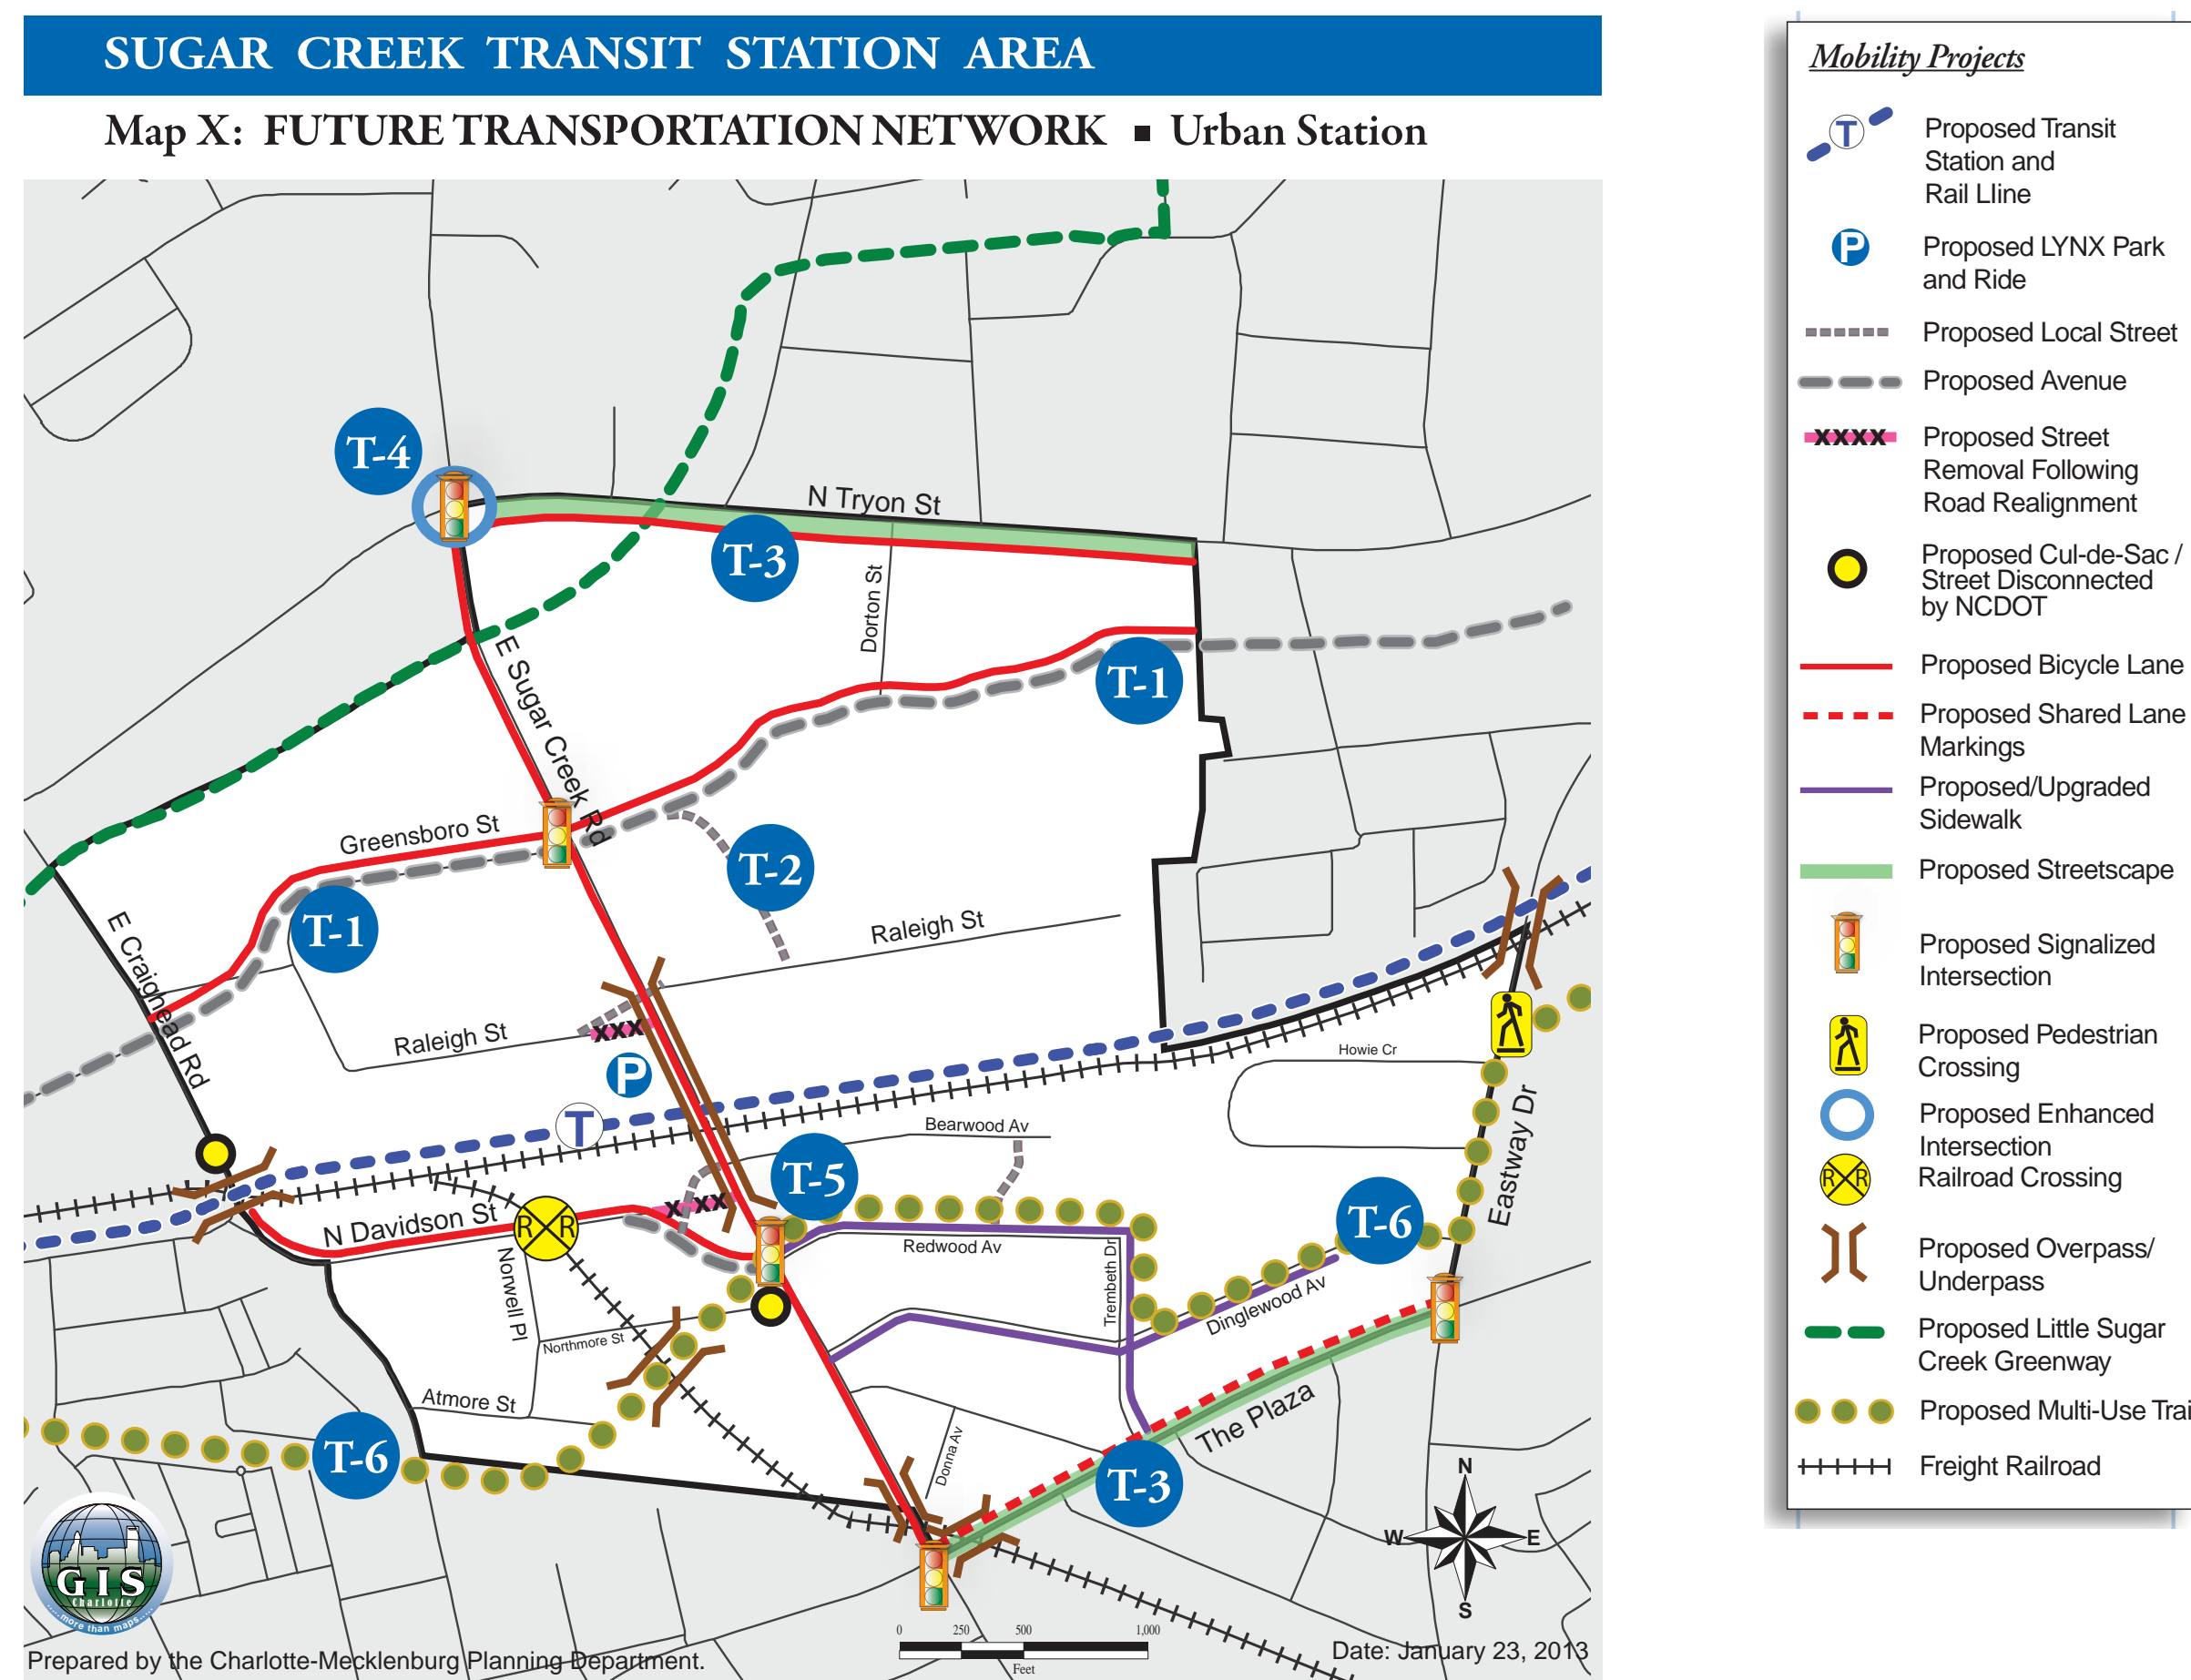 SUGAR CREEK TRANSIT STATION AREA
Map X: FUTURE TRANSPORTATION NETWORK ▪ Urban Station
T-4
N Tryon St
T-3
Dorton St
E Sugar Creek Rd
T-1
Greensboro St
T-2
T-1
E Craighead Rd
Raleigh St
Raleigh St
XXX
P
T
Howie Cr
Bearwood Av
Eastway Dr
T-5
X XX
N Davidson St
R R
T-6
Redwood Av
Norwell Pl
Trembeth Dr
Northmore St
Dinglewood Av
Atmore St
The Plaza
T-6
Donna Av
T-3
N
W E
S
GIS
Charlotte
.....more than maps.....
0 250 500 1,000
Feet
Prepared by the Charlotte-Mecklenburg Planning Department.
Date: January 23, 2013
Mobility Projects
T
Proposed Transit
Station and
Rail LIine
P
Proposed LYNX Park
and Ride
Proposed Local Street
Proposed Avenue
XXXX
Proposed Street
Removal Following
Road Realignment
Proposed Cul-de-Sac /
Street Disconnected
by NCDOT
Proposed Bicycle Lane
Proposed Shared Lane
Markings
Proposed/Upgraded
Sidewalk
Proposed Streetscape
Proposed Signalized
Intersection
Proposed Pedestrian
Crossing
Proposed Enhanced
Intersection
R R
Railroad Crossing
Proposed Overpass/
Underpass
Proposed Little Sugar
Creek Greenway
Proposed Multi-Use Trai
Freight Railroad